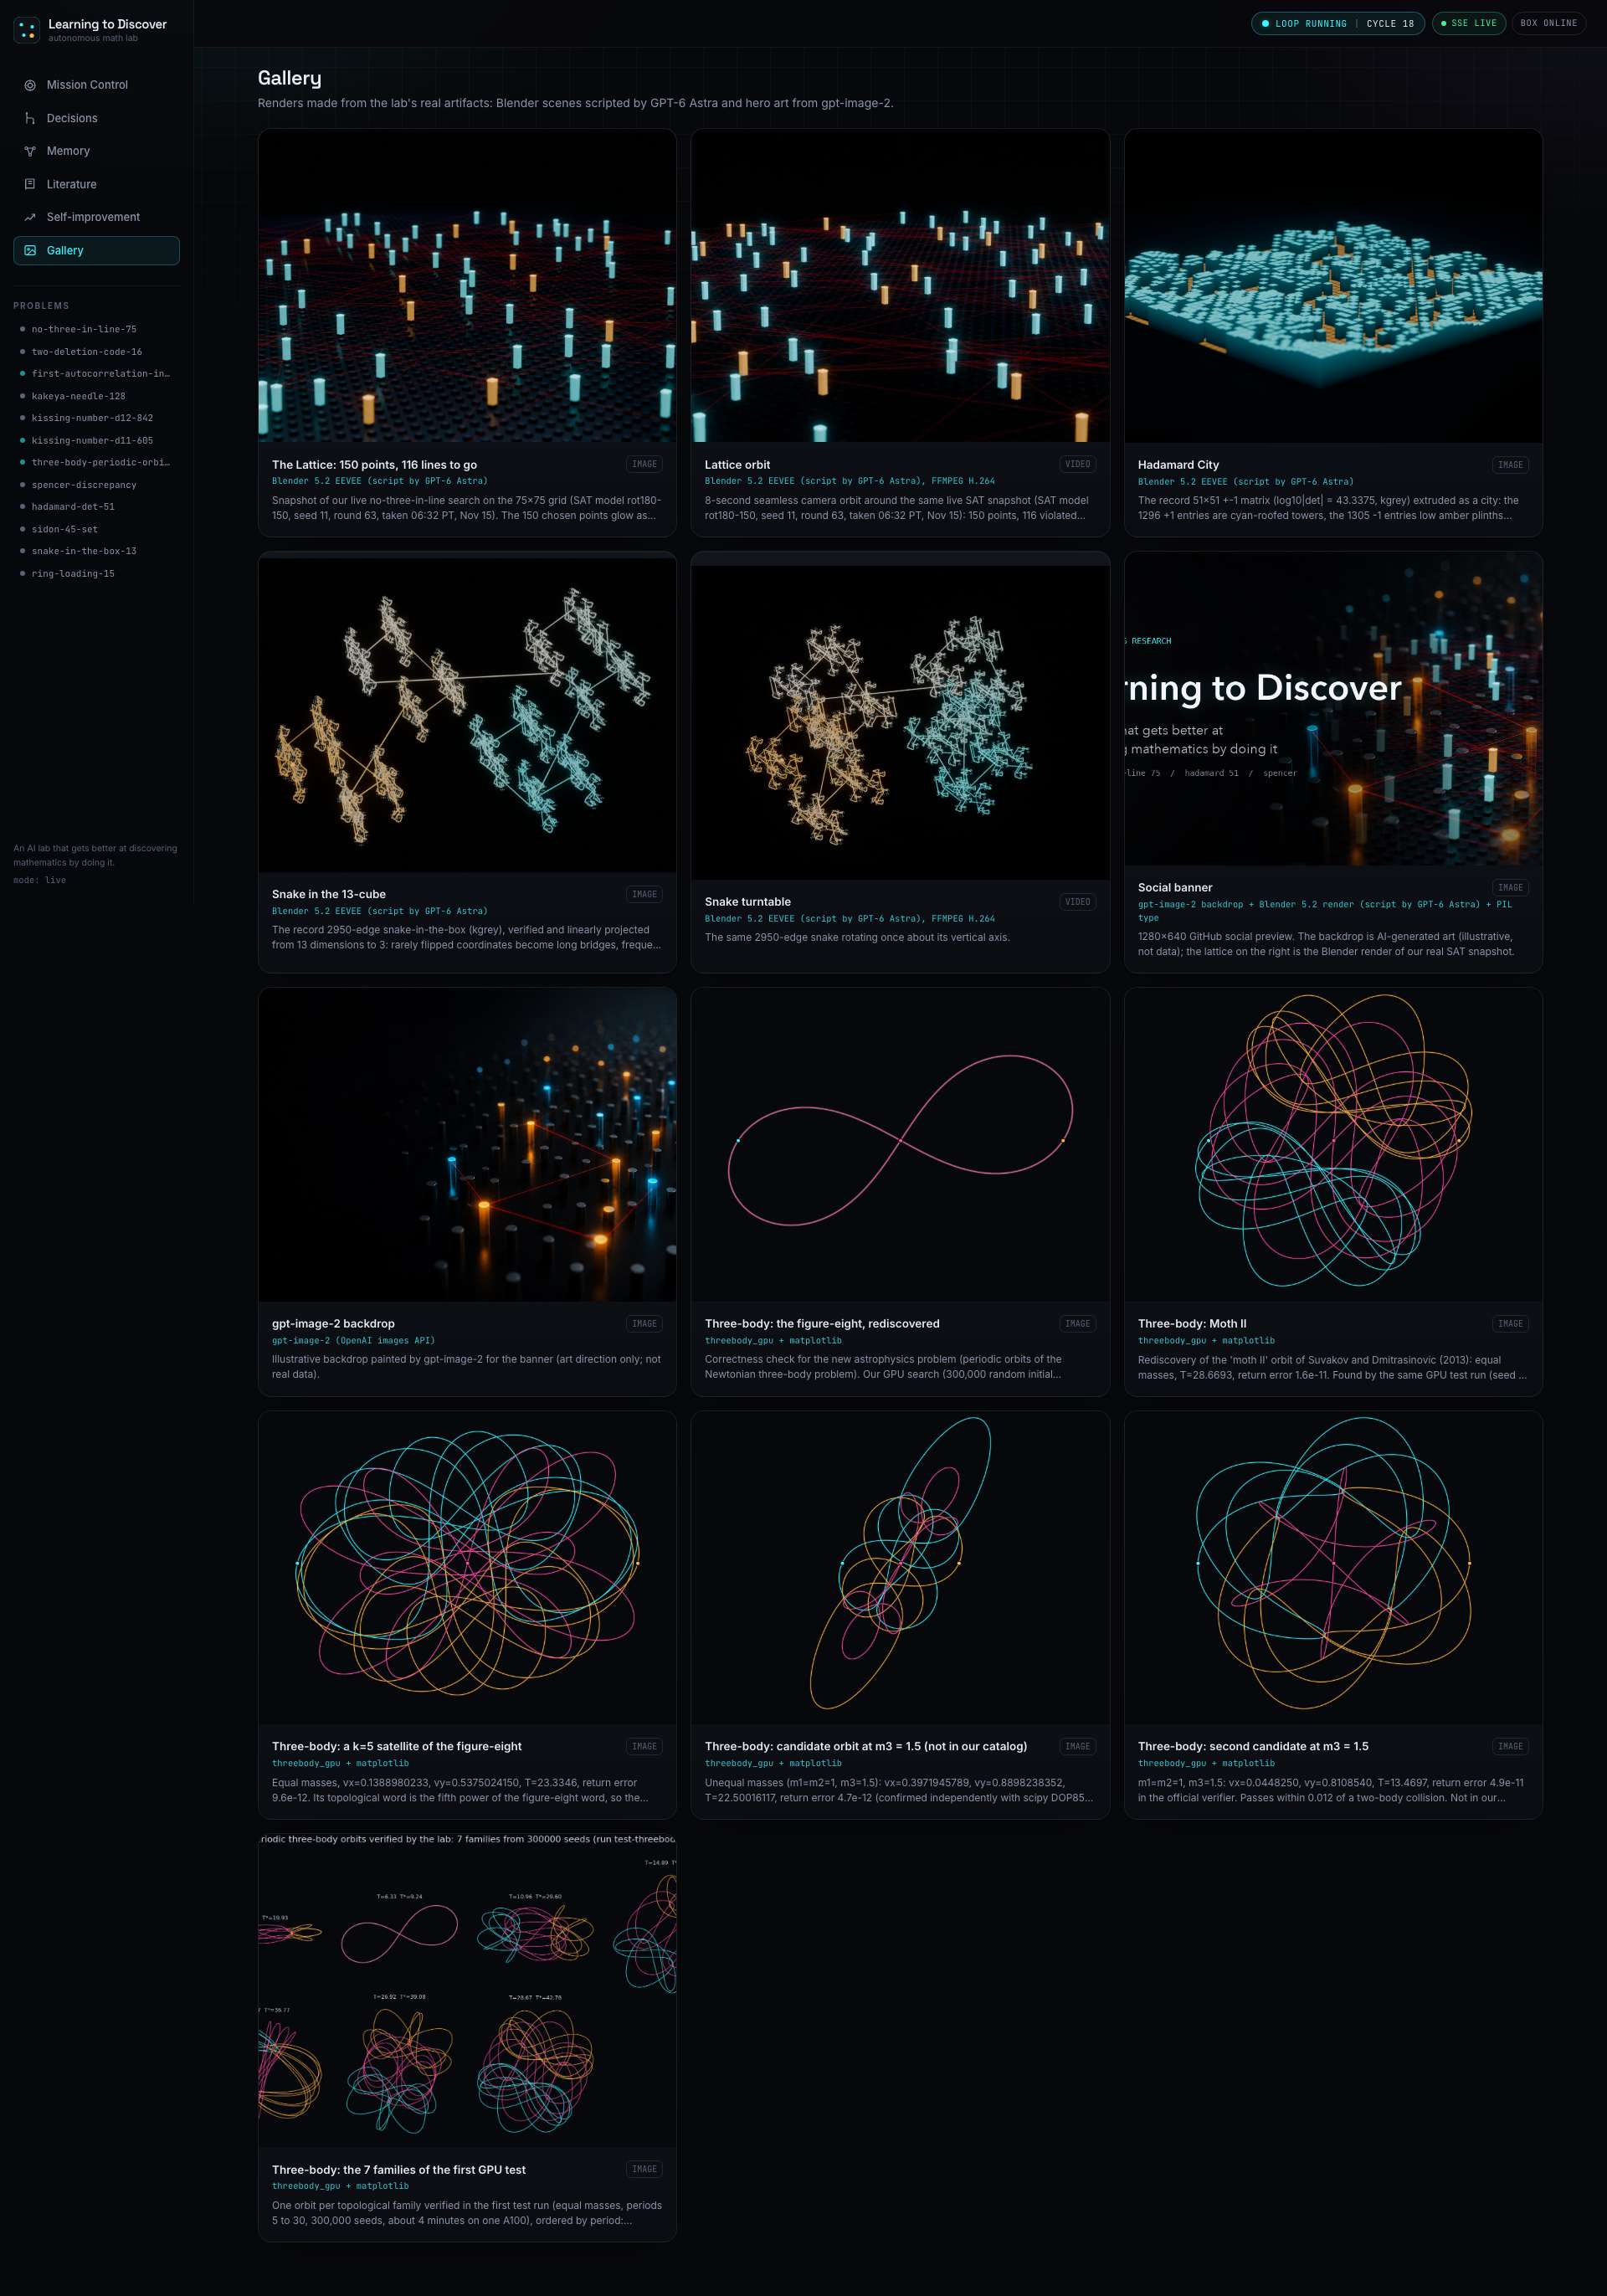 Learning to Discover
autonomous math lab
LOOP RUNNING | CYCLE 18
SSE LIVE
BOX ONLINE
Mission Control
Decisions
Memory
Literature
Self-improvement
Gallery
PROBLEMS
no-three-in-line-75
two-deletion-code-16
first-autocorrelation-in…
kakeya-needle-128
kissing-number-d12-842
kissing-number-d11-605
three-body-periodic-orbi…
spencer-discrepancy
hadamard-det-51
sidon-45-set
snake-in-the-box-13
ring-loading-15
An AI lab that gets better at discovering
mathematics by doing it.
mode: live
Gallery
Renders made from the lab's real artifacts: Blender scenes scripted by GPT-6 Astra and hero art from gpt-image-2.
The Lattice: 150 points, 116 lines to go
IMAGE
Blender 5.2 EEVEE (script by GPT-6 Astra)
Snapshot of our live no-three-in-line search on the 75×75 grid (SAT model rot180-
150, seed 11, round 63, taken 06:32 PT, Nov 15). The 150 chosen points glow as…
Lattice orbit
VIDEO
Blender 5.2 EEVEE (script by GPT-6 Astra), FFMPEG H.264
8-second seamless camera orbit around the same live SAT snapshot (SAT model
rot180-150, seed 11, round 63, taken 06:32 PT, Nov 15): 150 points, 116 violated…
Hadamard City
IMAGE
Blender 5.2 EEVEE (script by GPT-6 Astra)
The record 51×51 +-1 matrix (log10|det| = 43.3375, kgrey) extruded as a city: the
1296 +1 entries are cyan-roofed towers, the 1305 -1 entries low amber plinths…
Snake in the 13-cube
IMAGE
Blender 5.2 EEVEE (script by GPT-6 Astra)
The record 2950-edge snake-in-the-box (kgrey), verified and linearly projected
from 13 dimensions to 3: rarely flipped coordinates become long bridges, freque…
Snake turntable
VIDEO
Blender 5.2 EEVEE (script by GPT-6 Astra), FFMPEG H.264
The same 2950-edge snake rotating once about its vertical axis.
RESEARCH
rning to Discover
hat gets better at
g mathematics by doing it
-line 75 / hadamard 51 / spencer
Social banner
IMAGE
gpt-image-2 backdrop + Blender 5.2 render (script by GPT-6 Astra) + PIL
type
1280×640 GitHub social preview. The backdrop is AI-generated art (illustrative,
not data); the lattice on the right is the Blender render of our real SAT snapshot.
gpt-image-2 backdrop
IMAGE
gpt-image-2 (OpenAI images API)
Illustrative backdrop painted by gpt-image-2 for the banner (art direction only; not
real data).
Three-body: the figure-eight, rediscovered
IMAGE
threebody_gpu + matplotlib
Correctness check for the new astrophysics problem (periodic orbits of the
Newtonian three-body problem). Our GPU search (300,000 random initial…
Three-body: Moth II
IMAGE
threebody_gpu + matplotlib
Rediscovery of the 'moth II' orbit of Suvakov and Dmitrasinovic (2013): equal
masses, T=28.6693, return error 1.6e-11. Found by the same GPU test run (seed …
Three-body: a k=5 satellite of the figure-eight
IMAGE
threebody_gpu + matplotlib
Equal masses, vx=0.1388980233, vy=0.5375024150, T=23.3346, return error
9.6e-12. Its topological word is the fifth power of the figure-eight word, so the…
Three-body: candidate orbit at m3 = 1.5 (not in our catalog)
IMAGE
threebody_gpu + matplotlib
Unequal masses (m1=m2=1, m3=1.5): vx=0.3971945789, vy=0.8898238352,
T=22.50016117, return error 4.7e-12 (confirmed independently with scipy DOP85…
Three-body: second candidate at m3 = 1.5
IMAGE
threebody_gpu + matplotlib
m1=m2=1, m3=1.5: vx=0.0448250, vy=0.8108540, T=13.4697, return error 4.9e-11
in the official verifier. Passes within 0.012 of a two-body collision. Not in our…
riodic three-body orbits verified by the lab: 7 families from 300000 seeds (run test-threebod
T=14.89 T*
T=6.33 T*=9.24
T=10.96 T*=29.60
T*=19.93
T=26.92 T*=39.08
T=28.67 T*=42.78
T*=36.77
Three-body: the 7 families of the first GPU test
IMAGE
threebody_gpu + matplotlib
One orbit per topological family verified in the first test run (equal masses, periods
5 to 30, 300,000 seeds, about 4 minutes on one A100), ordered by period:…